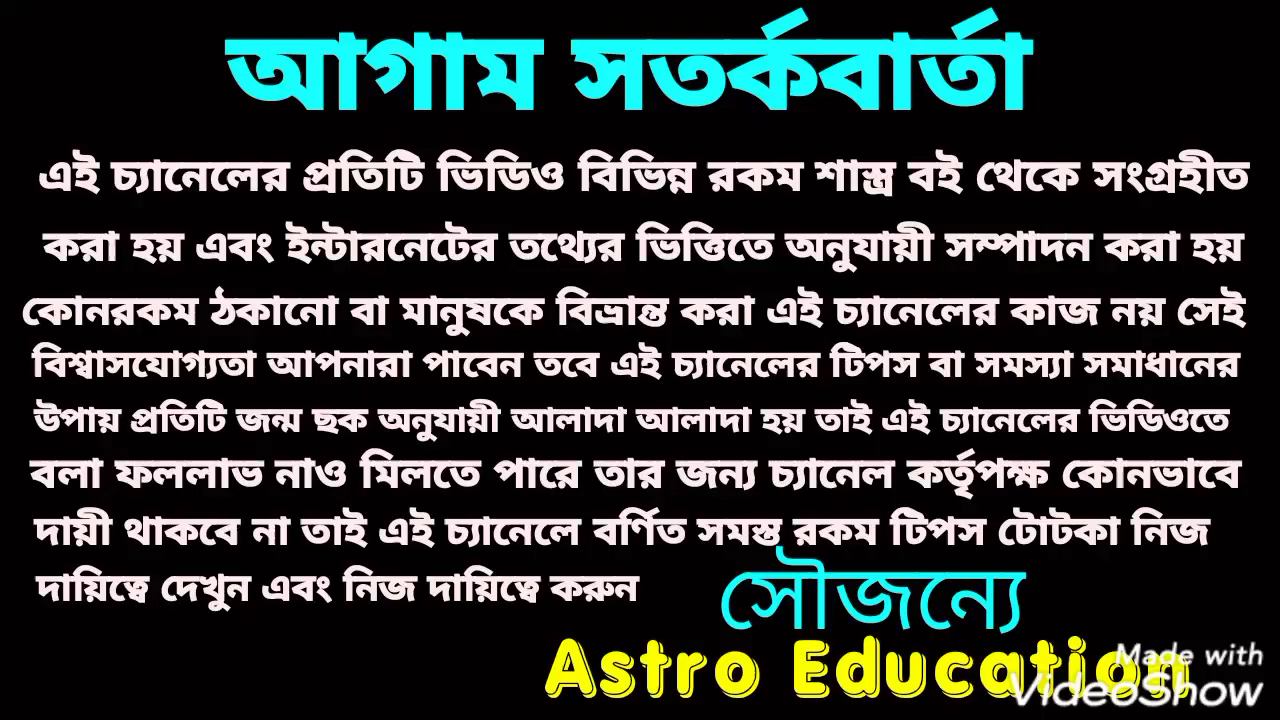 আগাম সতর্কবার্তা
এই চ্যানেলের প্রতিটি ভিডিও বিভিন্ন রকম শাস্ত্র বই থেকে সংগ্রহীত
করা হয় এবং ইন্টারনেটের তথ্যের ভিত্তিতে অনুযায়ী সম্পাদন করা হয়
কোনরকম ঠকানো বা মানুষকে বিভ্রান্ত করা এই চ্যানেলের কাজ নয় সেই
বিশ্বাসযোগ্যতা আপনারা পাবেন তবে এই চ্যানেলের টিপস বা সমস্যা সমাধানের
উপায় প্রতিটি জন্ম ছক অনুযায়ী আলাদা আলাদা হয় তাই এই চ্যানেলের ভিডিওতে
বলা ফললাভ নাও মিলতে পারে তার জন্য চ্যানেল কর্তৃপক্ষ কোনভাবে
দায়ী থাকবে না তাই এই চ্যানেলে বর্ণিত সমস্ত রকম টিপস টোটকা নিজ
দায়িত্বে দেখুন এবং নিজ দায়িত্বে করুন
সৌজন্যে
Astro Education
Made with
VideoShow